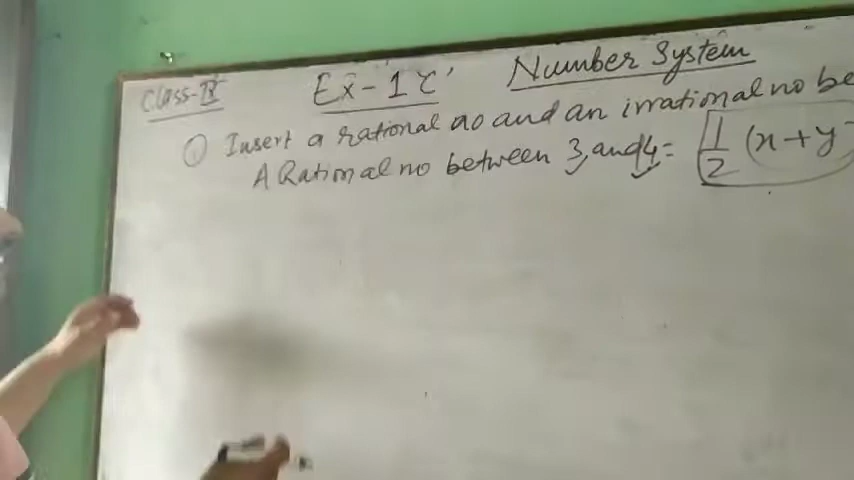 Class-IX Ex-1'C' Number System
① Insert a rational no and an irrational no be
A Rational no between 3, and 4 = 1/2 (x+y